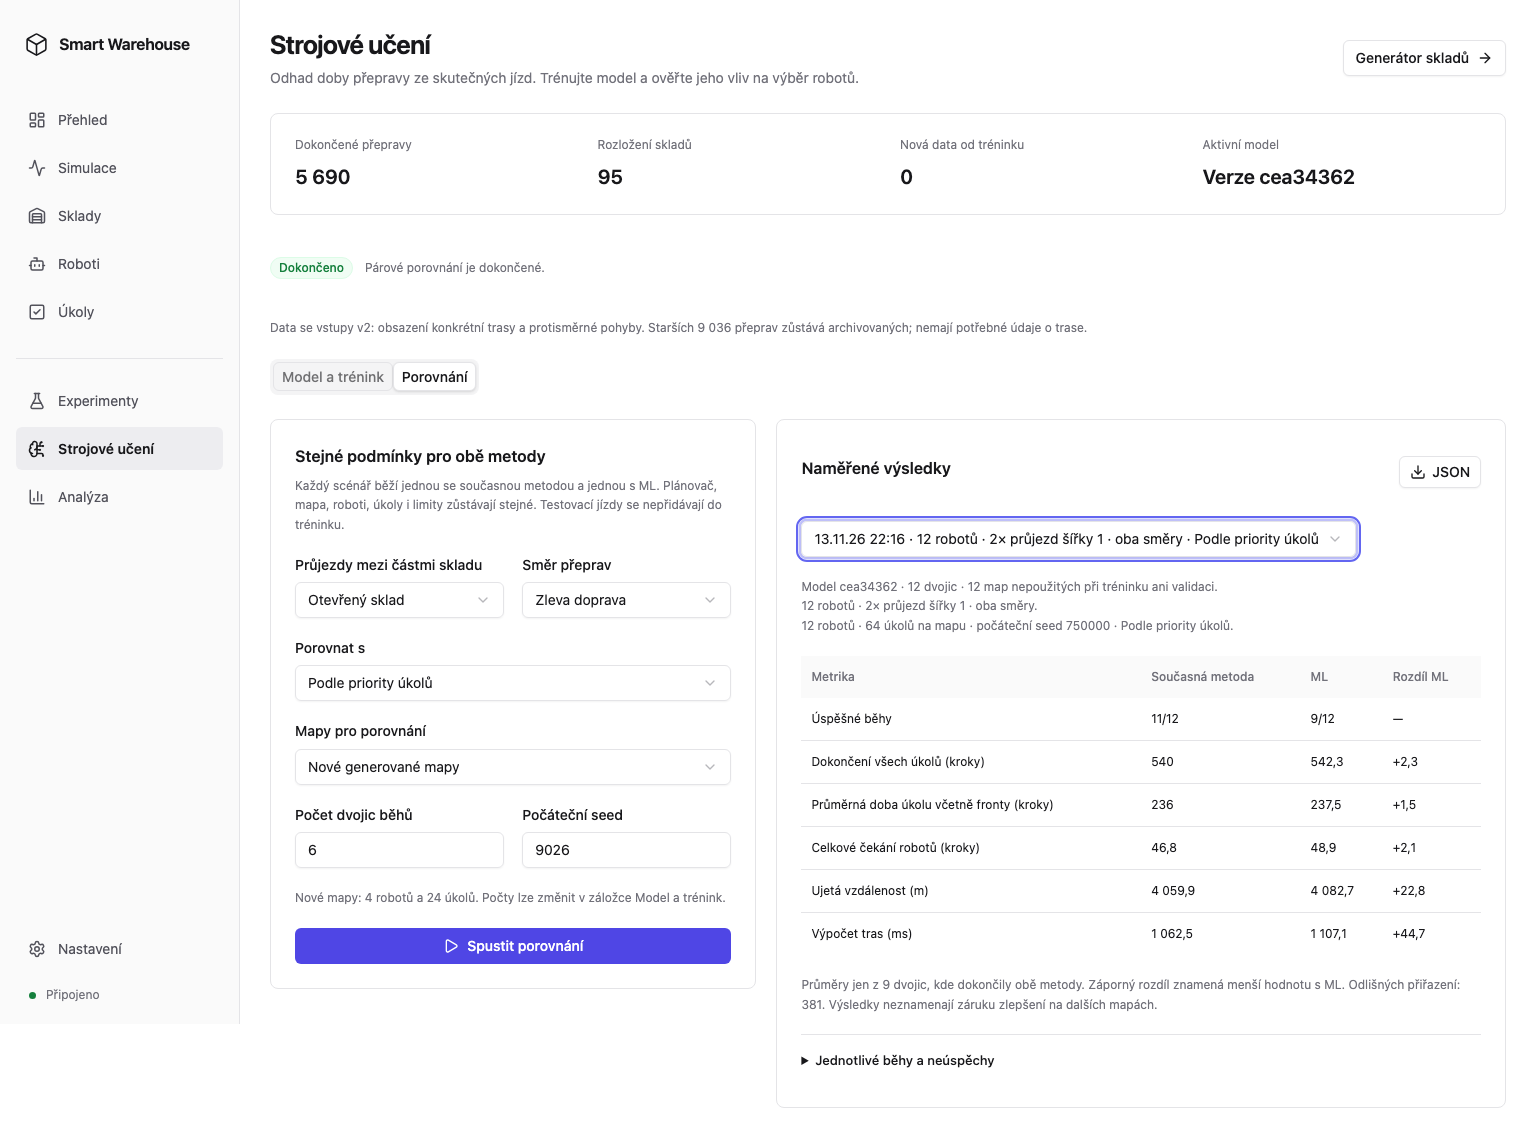 Smart Warehouse
Přehled
Simulace
Sklady
Roboti
Úkoly
Experimenty
Strojové učení
Analýza
Nastavení
Připojeno
Strojové učení
Odhad doby přepravy ze skutečných jízd. Trénujte model a ověřte jeho vliv na výběr robotů.
Generátor skladů →
Dokončené přepravy
5 690
Rozložení skladů
95
Nová data od tréninku
0
Aktivní model
Verze cea34362
Dokončeno Párové porovnání je dokončené.
Data se vstupy v2: obsazení konkrétní trasy a protisměrné pohyby. Starších 9 036 přeprav zůstává archivovaných; nemají potřebné údaje o trase.
Model a trénink Porovnání
Stejné podmínky pro obě metody
Každý scénář běží jednou se současnou metodou a jednou s ML. Plánovač,
mapa, roboti, úkoly i limity zůstávají stejné. Testovací jízdy se nepřidávají do
tréninku.
Průjezdy mezi částmi skladu Směr přeprav
Otevřený sklad Zleva doprava
Porovnat s
Podle priority úkolů
Mapy pro porovnání
Nové generované mapy
Počet dvojic běhů Počáteční seed
6 9026
Nové mapy: 4 robotů a 24 úkolů. Počty lze změnit v záložce Model a trénink.
Spustit porovnání
Naměřené výsledky
JSON
13.11.26 22:16 · 12 robotů · 2× průjezd šířky 1 · oba směry · Podle priority úkolů
Model cea34362 · 12 dvojic · 12 map nepoužitých při tréninku ani validaci.
12 robotů · 2× průjezd šířky 1 · oba směry.
12 robotů · 64 úkolů na mapu · počáteční seed 750000 · Podle priority úkolů.
Metrika Současná metoda ML Rozdíl ML
Úspěšné běhy 11/12 9/12 —
Dokončení všech úkolů (kroky) 540 542,3 +2,3
Průměrná doba úkolu včetně fronty (kroky) 236 237,5 +1,5
Celkové čekání robotů (kroky) 46,8 48,9 +2,1
Ujetá vzdálenost (m) 4 059,9 4 082,7 +22,8
Výpočet tras (ms) 1 062,5 1 107,1 +44,7
Průměry jen z 9 dvojic, kde dokončily obě metody. Záporný rozdíl znamená menší hodnotu s ML. Odlišných přiřazení:
381. Výsledky neznamenají záruku zlepšení na dalších mapách.
Jednotlivé běhy a neúspěchy